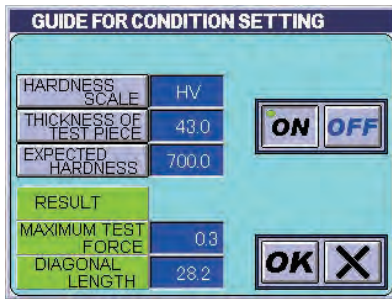 GUIDE FOR CONDITION SETTING
HARDNESS
SCALE
HV
THICKNESS OF
TEST PIECE
43.0
ON
OFF
EXPECTED
HARDNESS
700.0
RESULT
MAXIMUM TEST
FORCE
0.3
DIAGONAL
LENGTH
28.2
OK
X